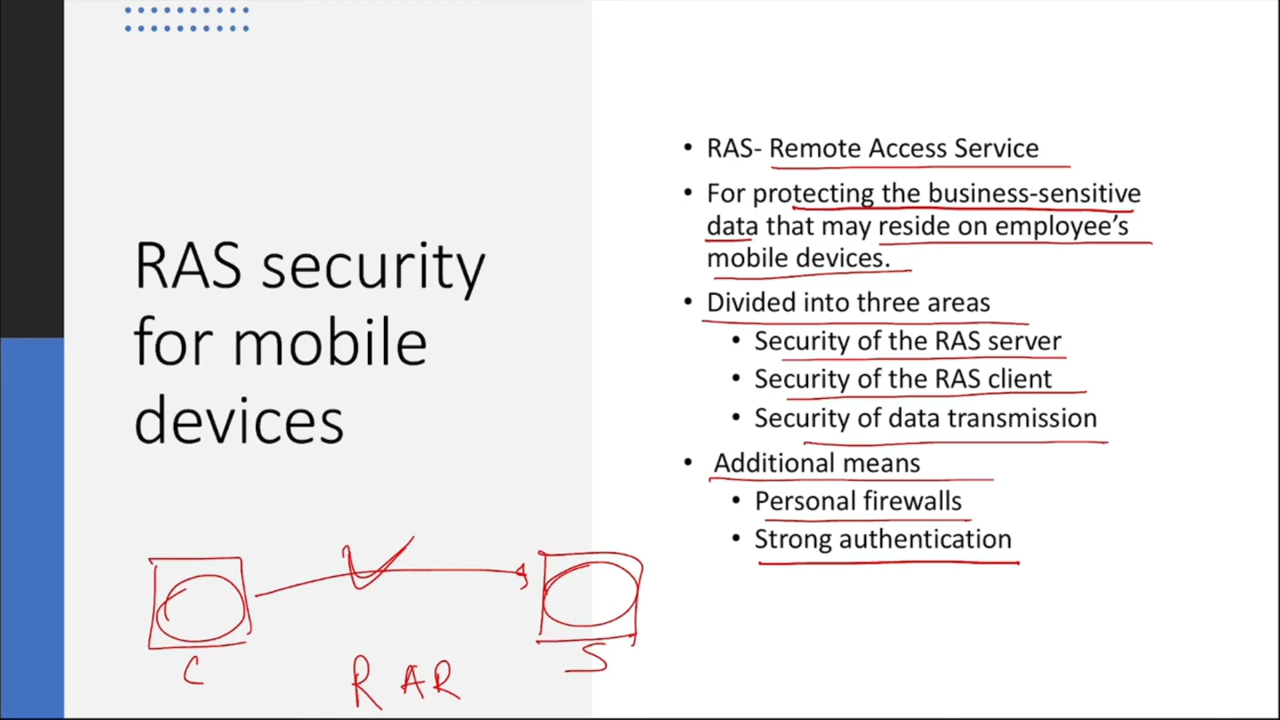 RAS security
for mobile
devices
• RAS- Remote Access Service
• For protecting the business-sensitive
data that may reside on employee's
mobile devices.
• Divided into three areas
• Security of the RAS server
• Security of the RAS client
• Security of data transmission
• Additional means
• Personal firewalls
• Strong authentication
C
S
RAR